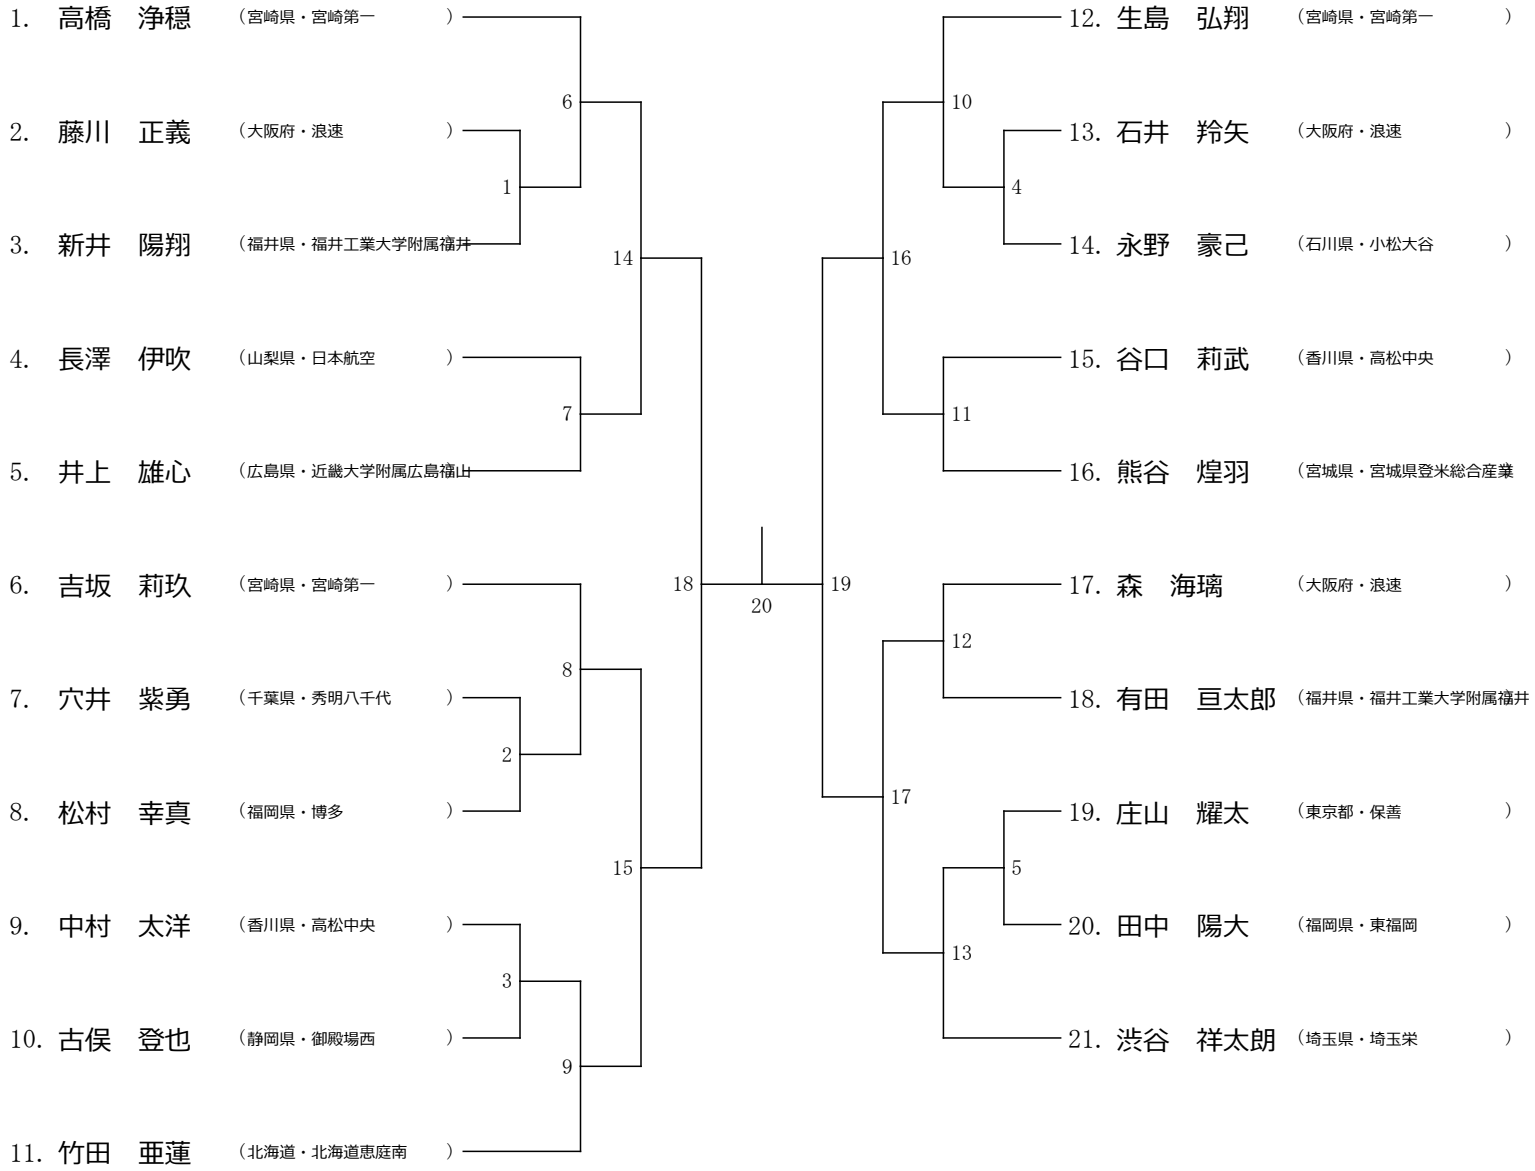 1. 高橋　浄穏 （宮崎県・宮崎第一 ）
6
2. 藤川　正義 （大阪府・浪速 ）
1
3. 新井　陽翔 （福井県・福井工業大学附属福井）
14
4. 長澤　伊吹 （山梨県・日本航空 ）
7
5. 井上　雄心 （広島県・近畿大学附属広島福山）
6. 吉坂　莉玖 （宮崎県・宮崎第一 ）
18
8
7. 穴井　紫勇 （千葉県・秀明八千代 ）
2
8. 松村　幸真 （福岡県・博多 ）
15
9. 中村　太洋 （香川県・高松中央 ）
3
10. 古俣　登也 （静岡県・御殿場西 ）
9
11. 竹田　亜蓮 （北海道・北海道恵庭南 ）
20
12. 生島　弘翔 （宮崎県・宮崎第一 ）
10
13. 石井　羚矢 （大阪府・浪速 ）
4
14. 永野　豪己 （石川県・小松大谷 ）
16
15. 谷口　莉武 （香川県・高松中央 ）
11
16. 熊谷　煌羽 （宮城県・宮城県登米総合産業）
17. 森　海璃 （大阪府・浪速 ）
19
12
18. 有田　亘太郎 （福井県・福井工業大学附属福井）
17
19. 庄山　耀太 （東京都・保善 ）
5
20. 田中　陽大 （福岡県・東福岡 ）
13
21. 渋谷　祥太朗 （埼玉県・埼玉栄 ）